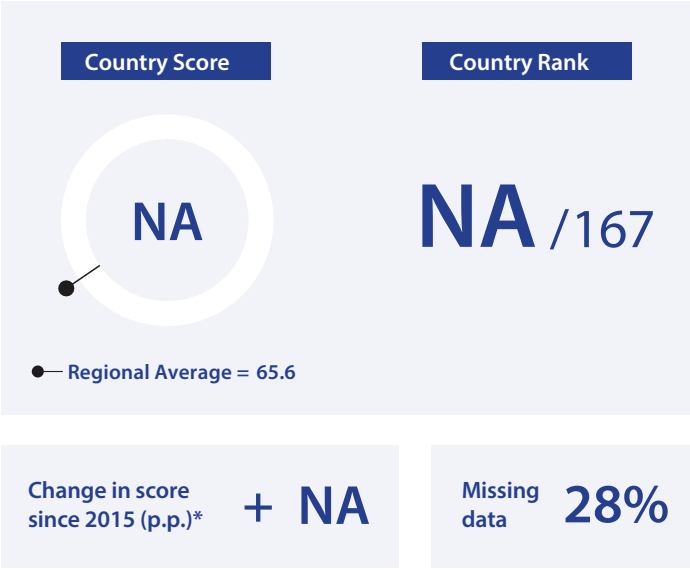 Country Score
Country Rank
NA
NA /167
Regional Average = 65.6
Change in score
since 2015 (p.p.)*
+ NA
Missing
data
28%